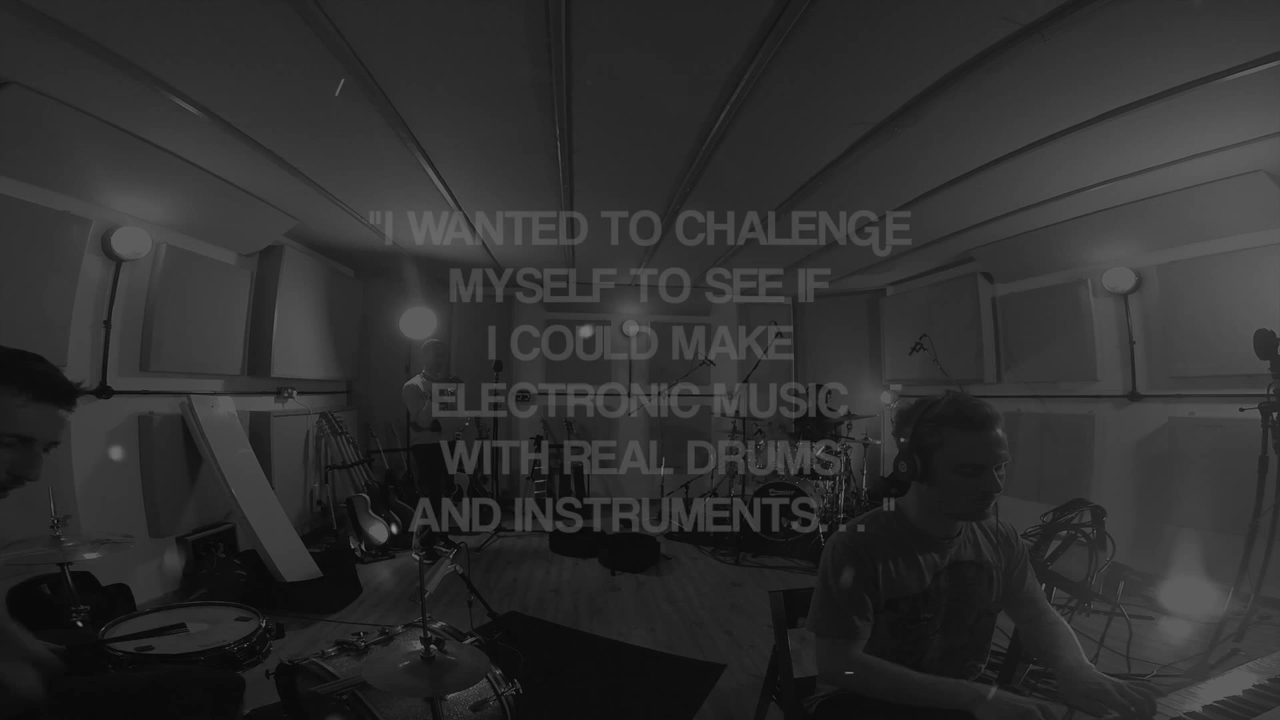 "I WANTED TO CHALENGE
MYSELF TO SEE IF
I COULD MAKE
ELECTRONIC MUSIC
WITH REAL DRUMS
AND INSTRUMENTS. . ."